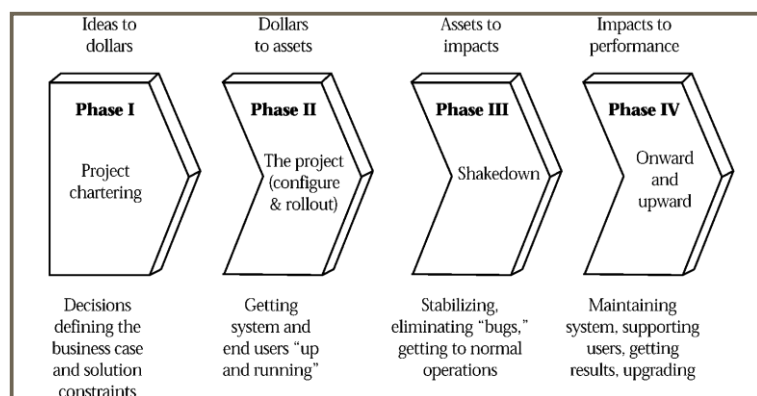 Ideas to
dollars
Dollars
to assets
Assets to
impacts
Impacts to
performance
Phase I
Project
chartering
Phase II
The project
(configure
& rollout)
Phase III
Shakedown
Phase IV
Onward
and
upward
Decisions
defining the
business case
and solution
constraints
Getting
system and
end users “up
and running”
Stabilizing,
eliminating “bugs,”
getting to normal
operations
Maintaining
system, supporting
users, getting
results, upgrading